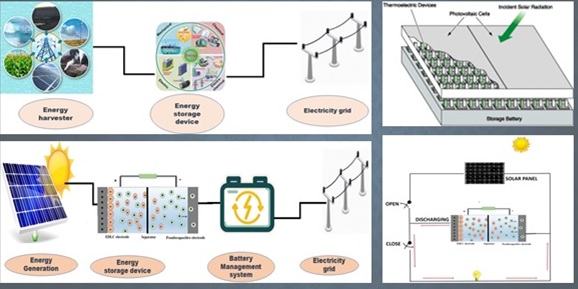 Energy
harvester
Energy
storage
device
Electricity grid
Thermoelectric Devices
Photovoltaic Cells
Incident Solar
Radiation
Storage Battery
+
-
EDLC electrode
Separator
Pseudocapacitive electrode
Energy
Generation
Energy
storage device
Battery
Management
system
Electricity
grid
SOLAR PANEL
OPEN
DISCHARGING
CLOSE
+
-
EDLC electrode
Separator
Pseudocapacitive electrode